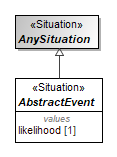 «Situation»
AnySituation
«Situation»
AbstractEvent
values
likelihood [1]